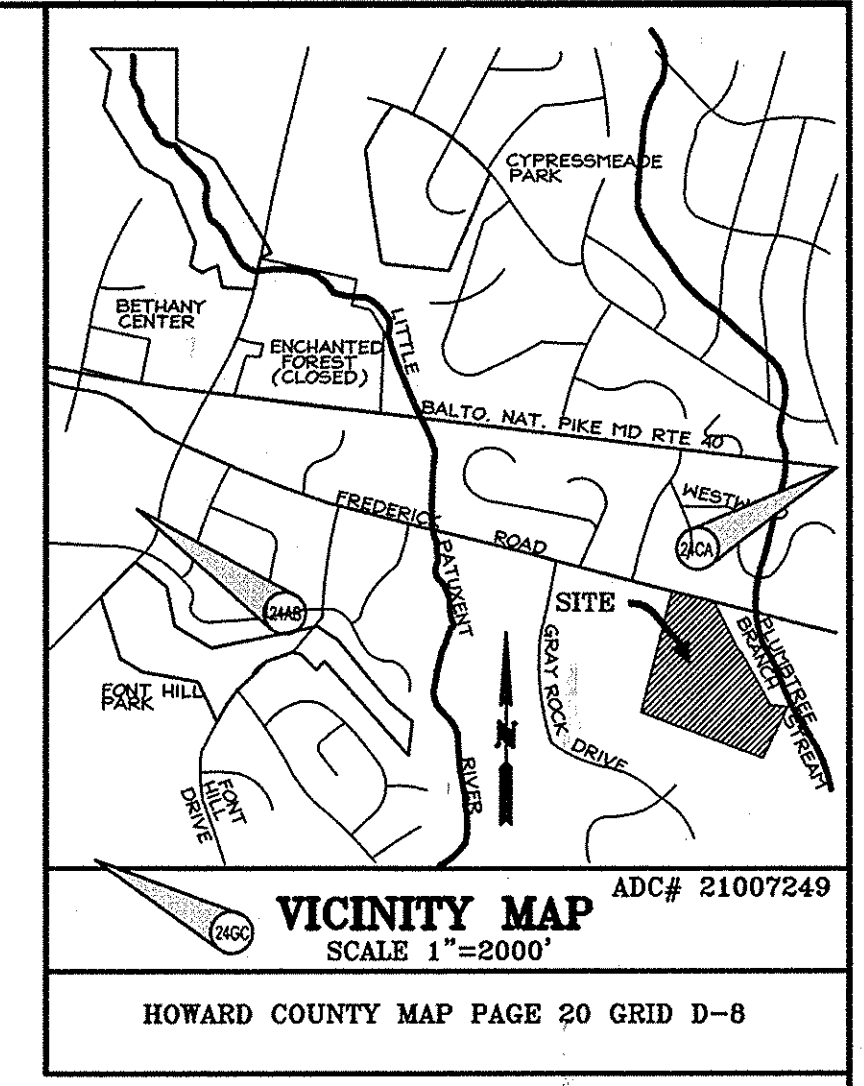 CYPRESSMEADE
PARK
BETHANY
CENTER
ENCHANTED
FOREST
(CLOSED)
LITTLE
BALTO. NAT. PIKE MD RTE 40
FREDERICK
ROAD
PATUXENT
RIVER
24CA
24AB
SITE
GRAY ROCK
DRIVE
PLUMBTREE
BRANCH
STREAM
FONT HILL
PARK
FONT
HILL
DRIVE
N
24GC
ADC# 21007249
VICINITY MAP
SCALE 1"=2000'
HOWARD COUNTY MAP PAGE 20 GRID D-8